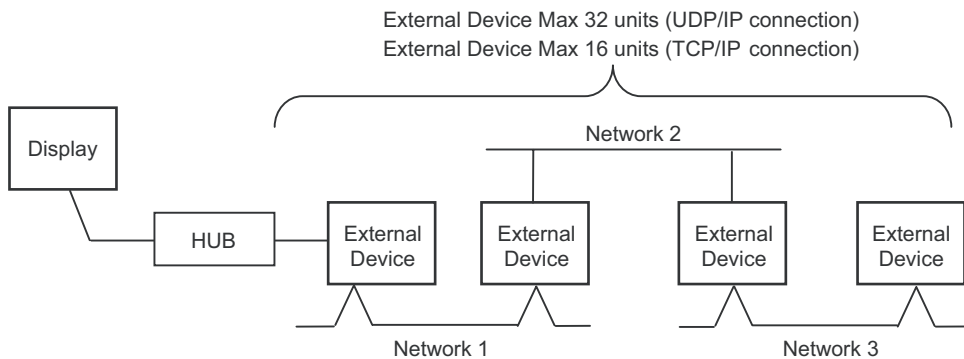 External Device Max 32 units (UDP/IP connection)
External Device Max 16 units (TCP/IP connection)
Network 2
Display
HUB
External
Device
External
Device
External
Device
External
Device
Network 1
Network 3